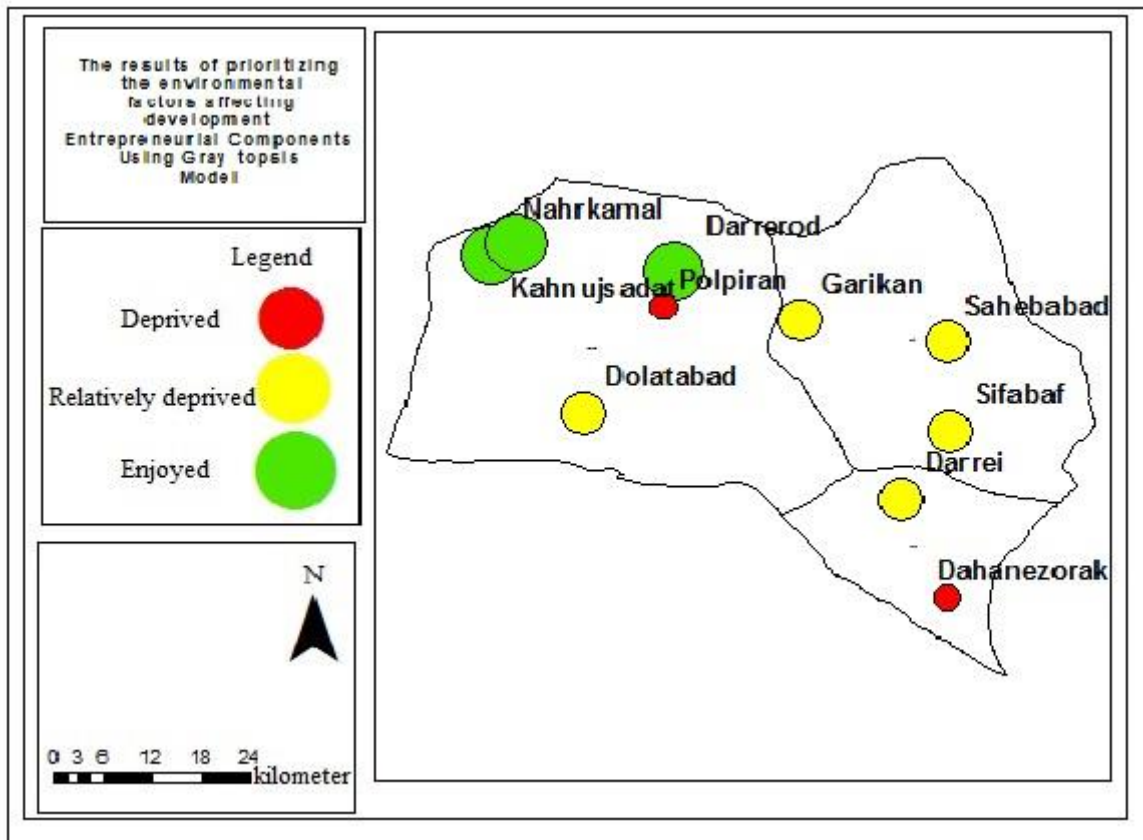 The results of prioritizing
the environmental
factors affecting
development
Entrepreneurial Components
Using Gray topsis
Modell
Legend
Deprived
Relatively deprived
Enjoyed
N
0 3 6 12 18 24
kilometer
Nahrkamal
Darrerod
Kahnujsadat
Polpiran
Garikan
Sahebabad
Dolatabad
Sifabaf
Darrei
Dahanezorak